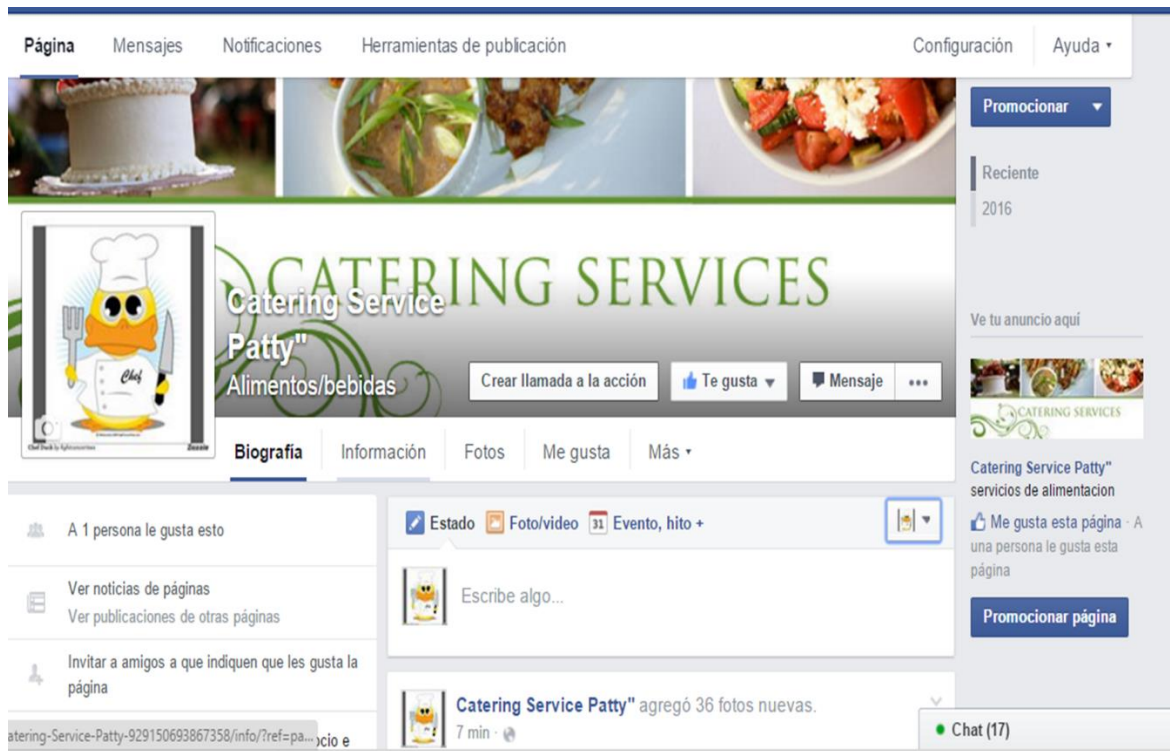 Página Mensajes Notificaciones Herramientas de publicación Configuración Ayuda
Promocionar
Reciente
2016
CATERING SERVICES
Catering Service
Patty"
Alimentos/bebidas
Crear llamada a la acción Te gusta Mensaje
Chef
Biografía Información Fotos Me gusta Más
Ve tu anuncio aquí
CATERING SERVICES
Catering Service Patty"
servicios de alimentacion
Me gusta esta página · A
una persona le gusta esta
página
Promocionar página
A 1 persona le gusta esto
Ver noticias de páginas
Ver publicaciones de otras páginas
Invitar a amigos a que indiquen que les gusta la
página
Estado Foto/video 31 Evento, hito +
Escribe algo...
Catering Service Patty" agregó 36 fotos nuevas.
7 min ·
atering-Service-Patty-929150693867358/info/?ref=pa...
ocio e
Chat (17)